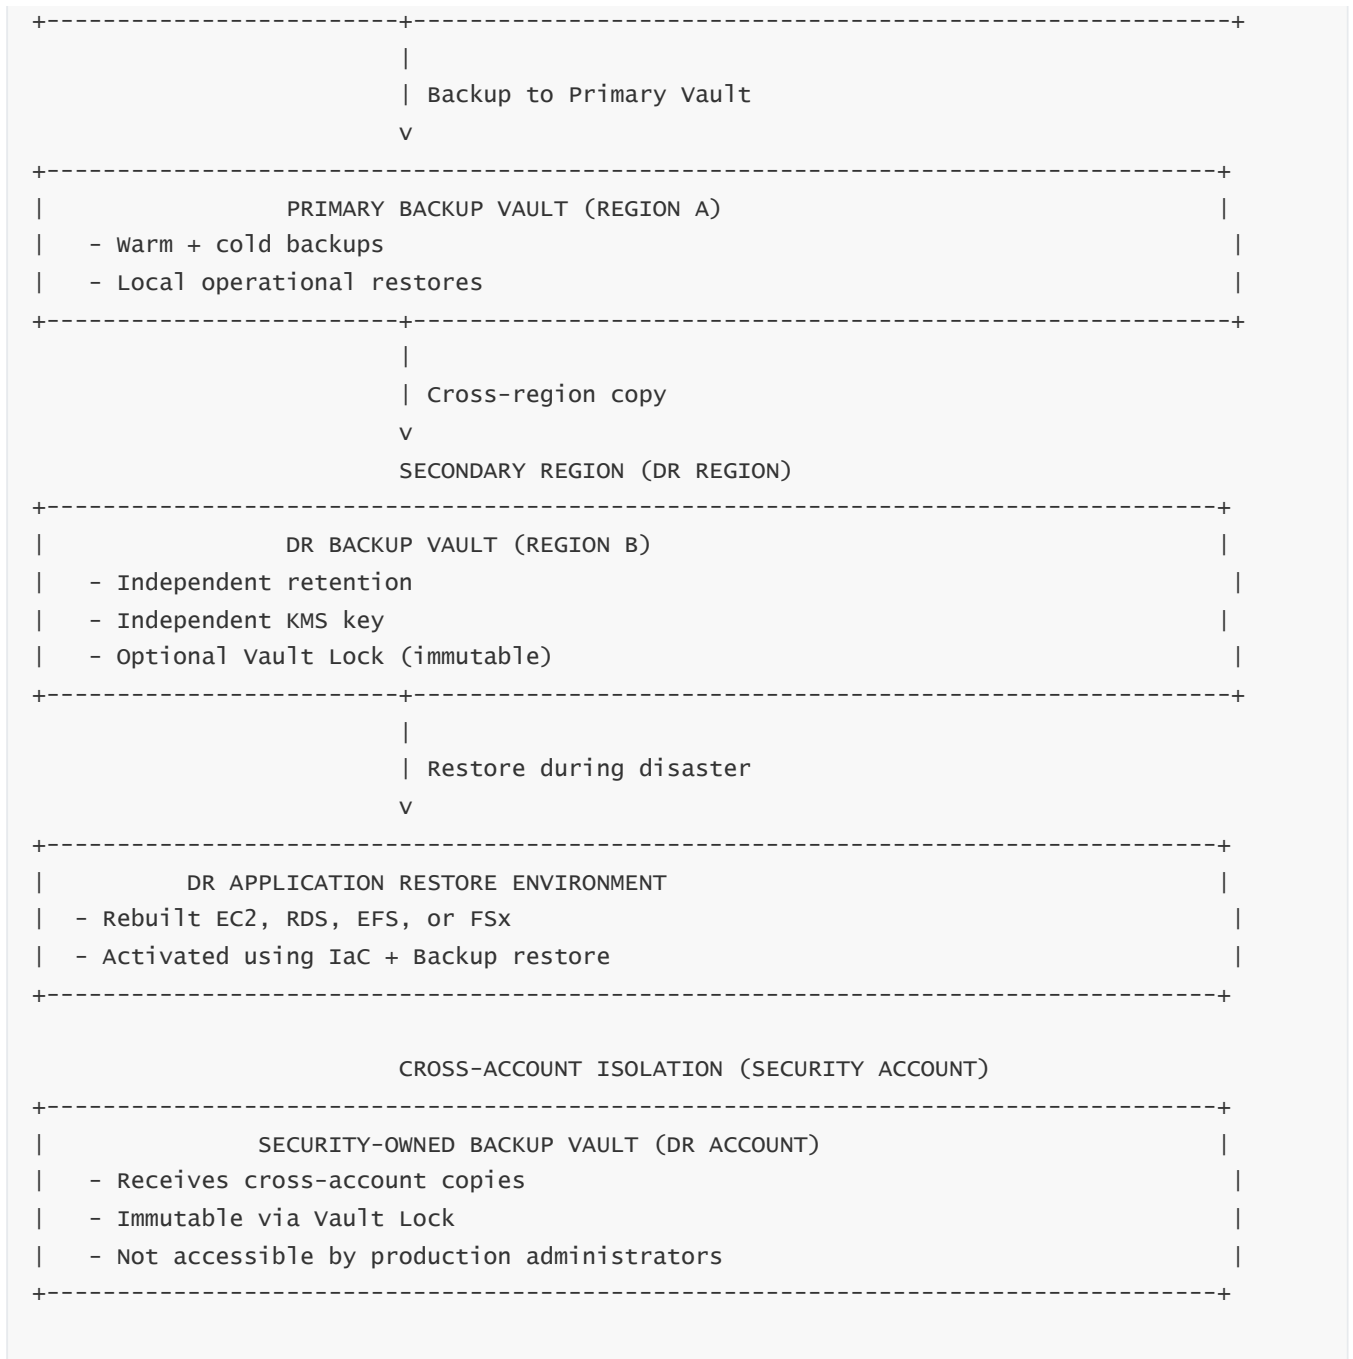 +-------------------------+----------------------------------------------------------+
                          |
                          | Backup to Primary Vault
                          v
+-----------------------------------------------------------------------------------+
|                 PRIMARY BACKUP VAULT (REGION A)                                   |
|   - Warm + cold backups                                                            |
|   - Local operational restores                                                     |
+-------------------------+----------------------------------------------------------+
                          |
                          | Cross-region copy
                          v
                          SECONDARY REGION (DR REGION)
+-----------------------------------------------------------------------------------+
|                 DR BACKUP VAULT (REGION B)                                        |
|   - Independent retention                                                          |
|   - Independent KMS key                                                           |
|   - Optional Vault Lock (immutable)                                                |
+-------------------------+----------------------------------------------------------+
                          |
                          | Restore during disaster
                          v
+-----------------------------------------------------------------------------------+
|          DR APPLICATION RESTORE ENVIRONMENT                                       |
|  - Rebuilt EC2, RDS, EFS, or FSx                                                   |
|  - Activated using IaC + Backup restore                                            |
+-----------------------------------------------------------------------------------+

                          CROSS-ACCOUNT ISOLATION (SECURITY ACCOUNT)
+-----------------------------------------------------------------------------------+
|               SECURITY-OWNED BACKUP VAULT (DR ACCOUNT)                            |
|   - Receives cross-account copies                                                  |
|   - Immutable via Vault Lock                                                       |
|   - Not accessible by production administrators                                    |
+-----------------------------------------------------------------------------------+